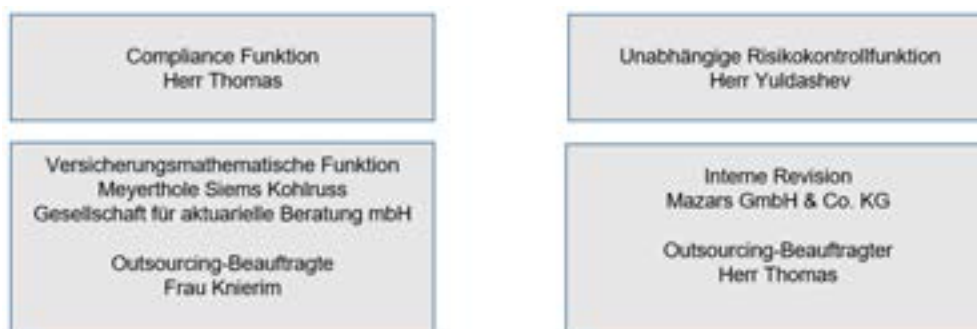 Compliance Funktion
Herr Thomas
Unabhängige Risikokontrollfunktion
Herr Yuldashev
Versicherungsmathematische Funktion
Meyerthole Siems Kohlruss
Gesellschaft für aktuarielle Beratung mbH
Outsourcing-Beauftragte
Frau Knierim
Interne Revision
Mazars GmbH & Co. KG
Outsourcing-Beauftragter
Herr Thomas